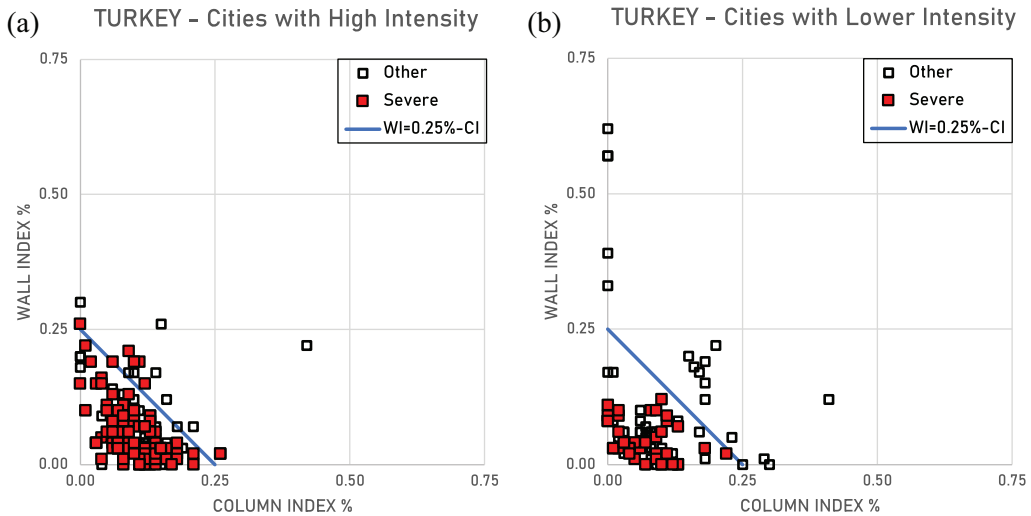 (a)
TURKEY – Cities with High Intensity
0.75
0.50
0.25
0.00
WALL INDEX %
Other
Severe
WI=0.25%-CI
0.00
0.25
0.50
0.75
COLUMN INDEX %
(b)
TURKEY – Cities with Lower Intensity
0.75
0.50
0.25
0.00
WALL INDEX %
Other
Severe
WI=0.25%-CI
0.00
0.25
0.50
0.75
COLUMN INDEX %